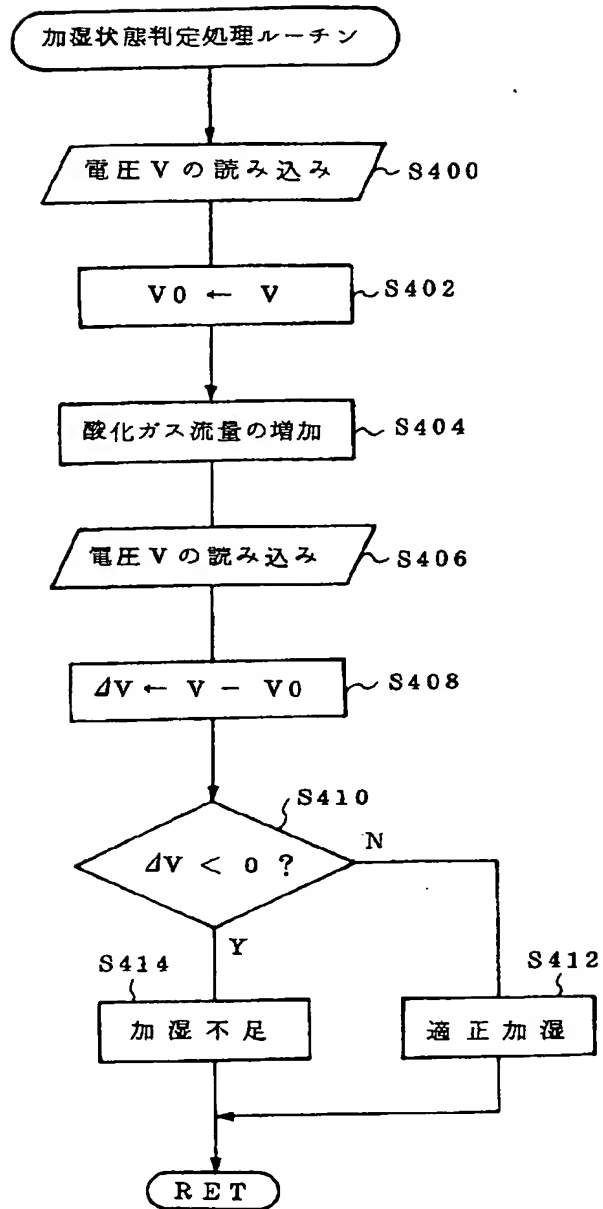 加湿状態判定処理ルーチン
電圧Vの読み込み
S400
V0 ← V
S402
酸化ガス流量の増加
S404
電圧Vの読み込み
S406
ΔV ← V − V0
S408
S410
ΔV < 0 ?
N
Y
S414
加湿不足
S412
適正加湿
RET